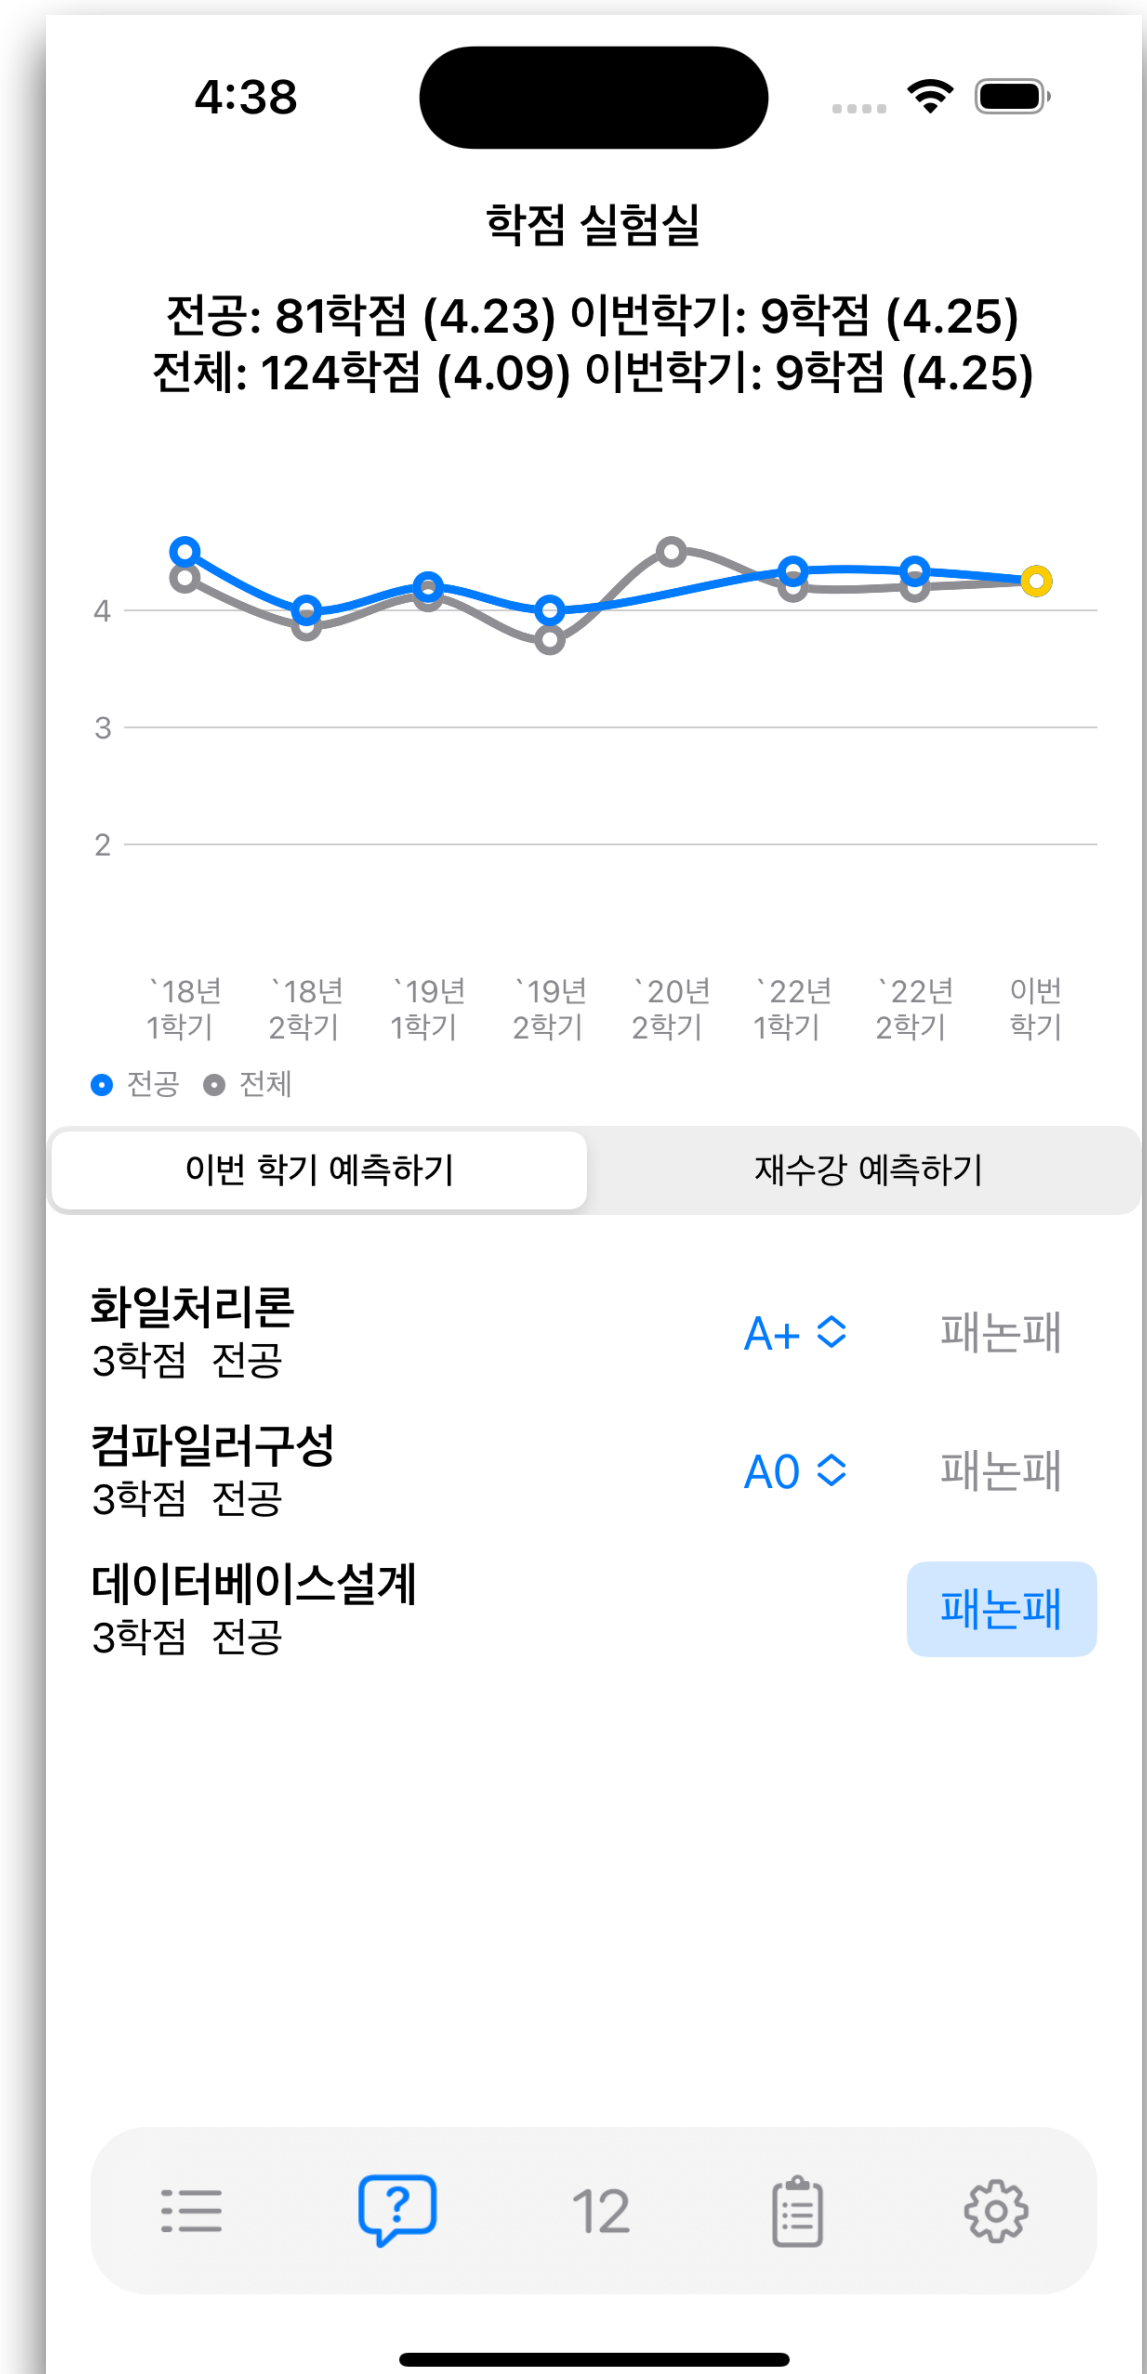 4:38
학점 실험실
전공: 81학점 (4.23) 이번학기: 9학점 (4.25)
전체: 124학점 (4.09) 이번학기: 9학점 (4.25)
4
3
2
`18년 `18년 `19년 `19년 `20년 `22년 `22년 이번
1학기 2학기 1학기 2학기 2학기 1학기 2학기 학기
전공 전체
이번 학기 예측하기 재수강 예측하기
화일처리론
3학점 전공
A+ 패논패
컴파일러구성
3학점 전공
A0 패논패
데이터베이스설계
3학점 전공
패논패
?
12